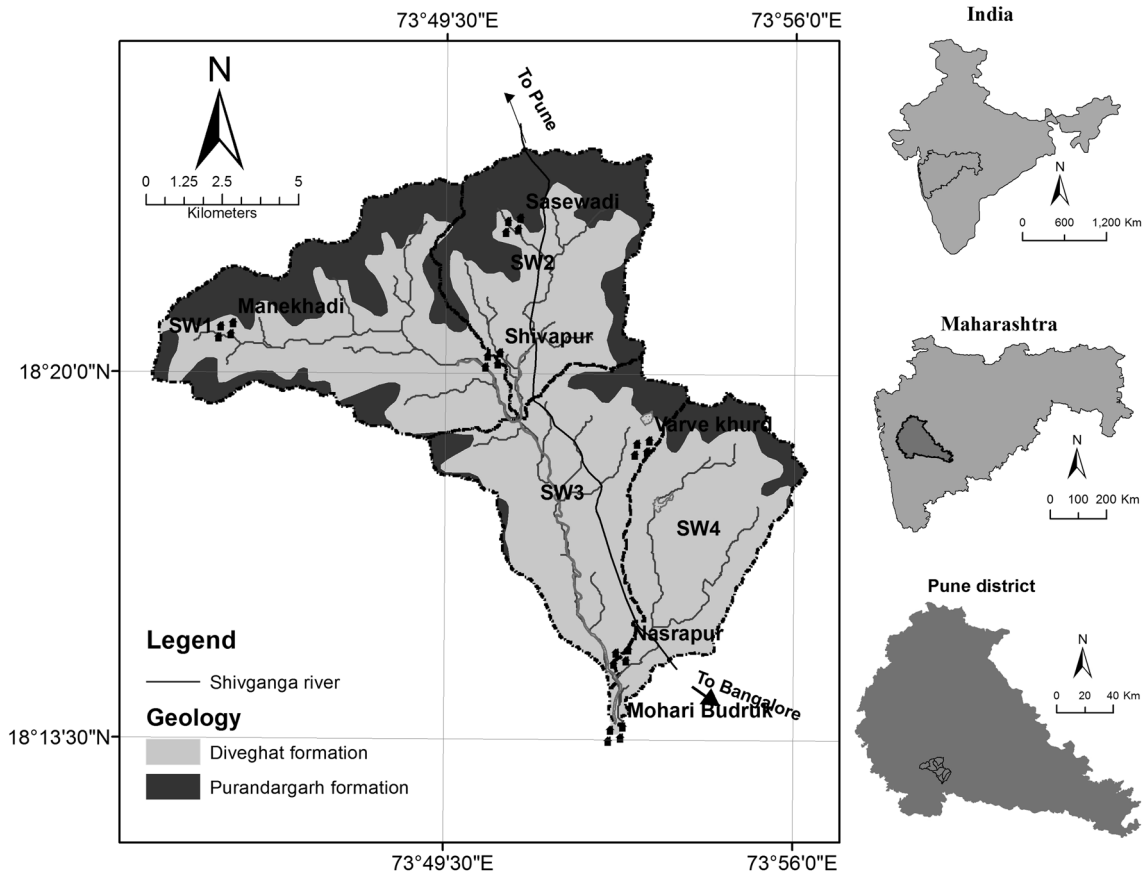 73°49'30"E
73°56'0"E
India
N
To Pune
0 1.25 2.5 5
Kilometers
Sasewadi
N
SW2
0 600 1,200 Km
Manekhadi
SW1
Shivapur
Maharashtra
18°20'0"N
Varve khurd
N
SW3
0 100 200 Km
SW4
Pune district
Legend
Nasrapur
N
Shivganga river
To Bangalore
0 20 40 Km
Geology
Mohari Budruk
18°13'30"N
Diveghat formation
Purandargarh formation
73°49'30"E
73°56'0"E